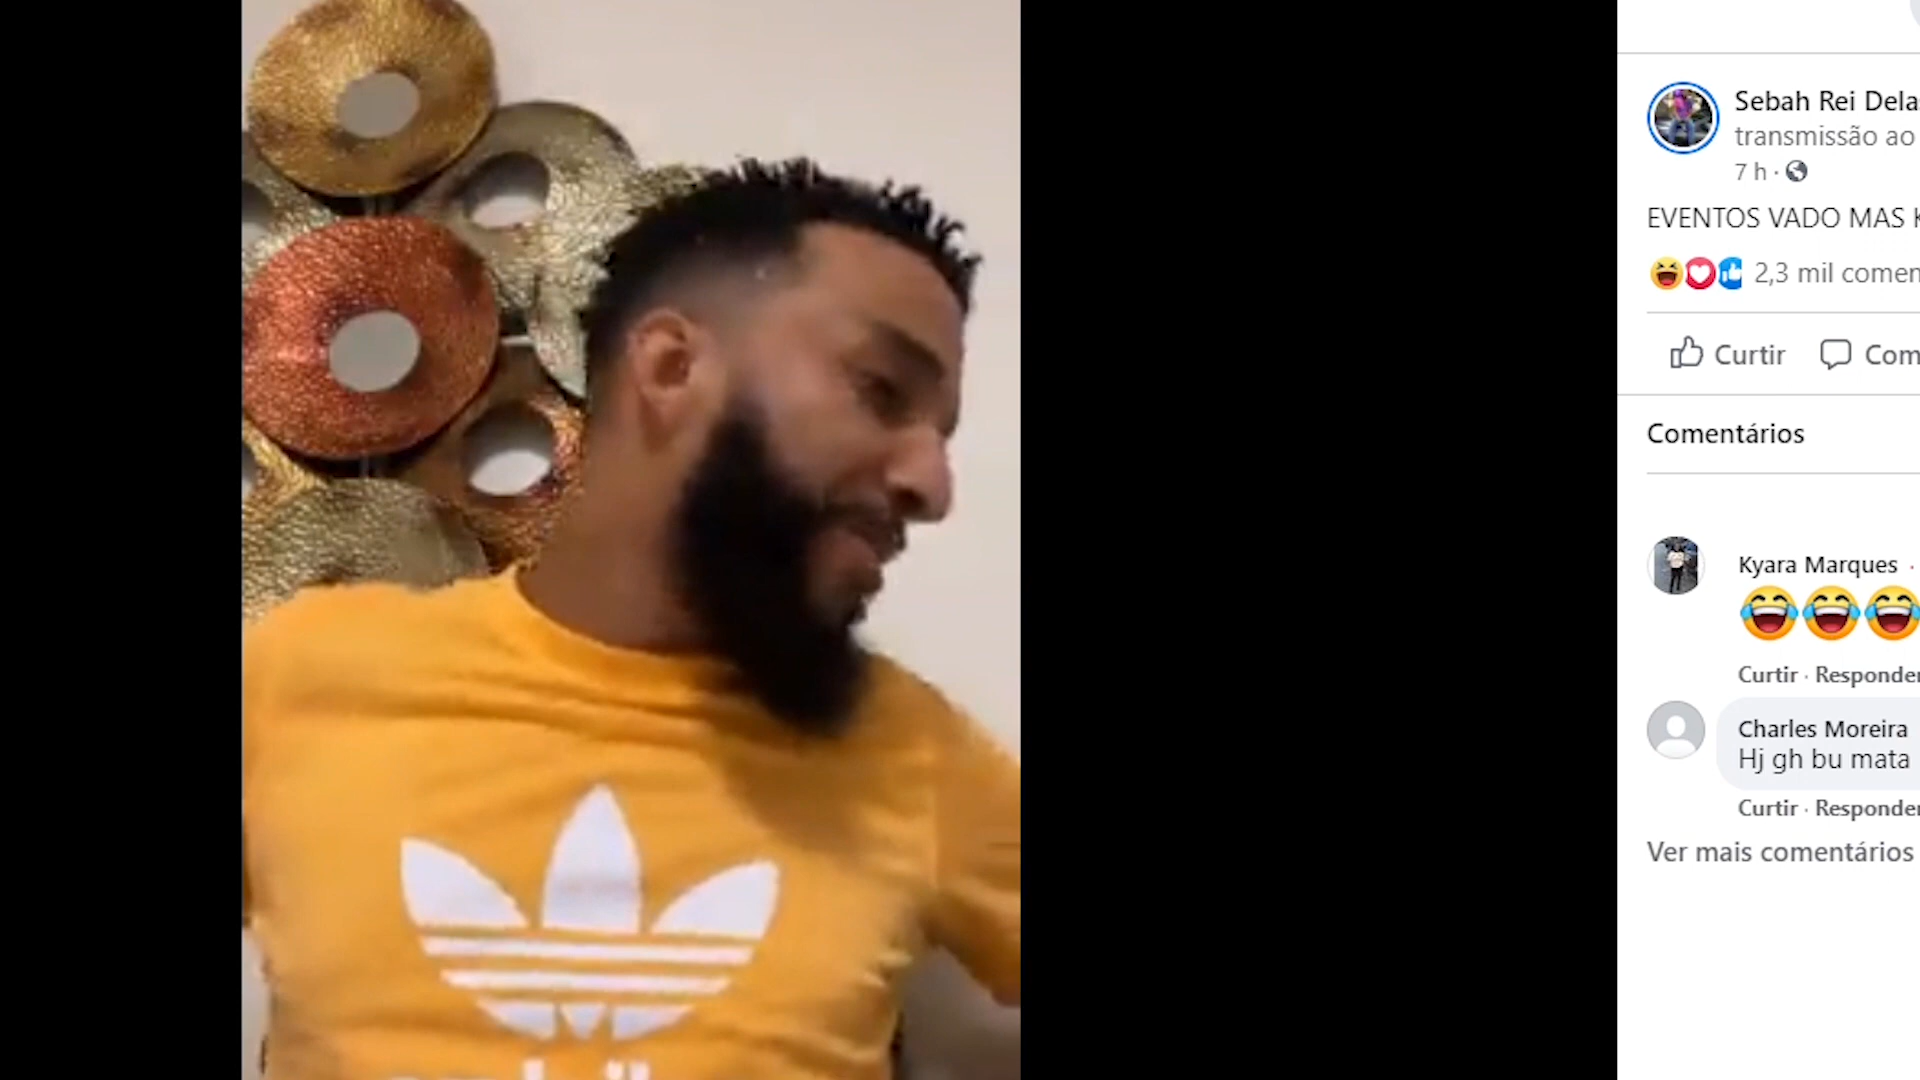 Sebah Rei Delas
transmissão ao
7 h ·
EVENTOS VADO MAS K
2,3 mil comen
Curtir
Com
Comentários
Kyara Marques ·
Curtir · Responder
Charles Moreira
Hj gh bu mata
Curtir · Responder
Ver mais comentários